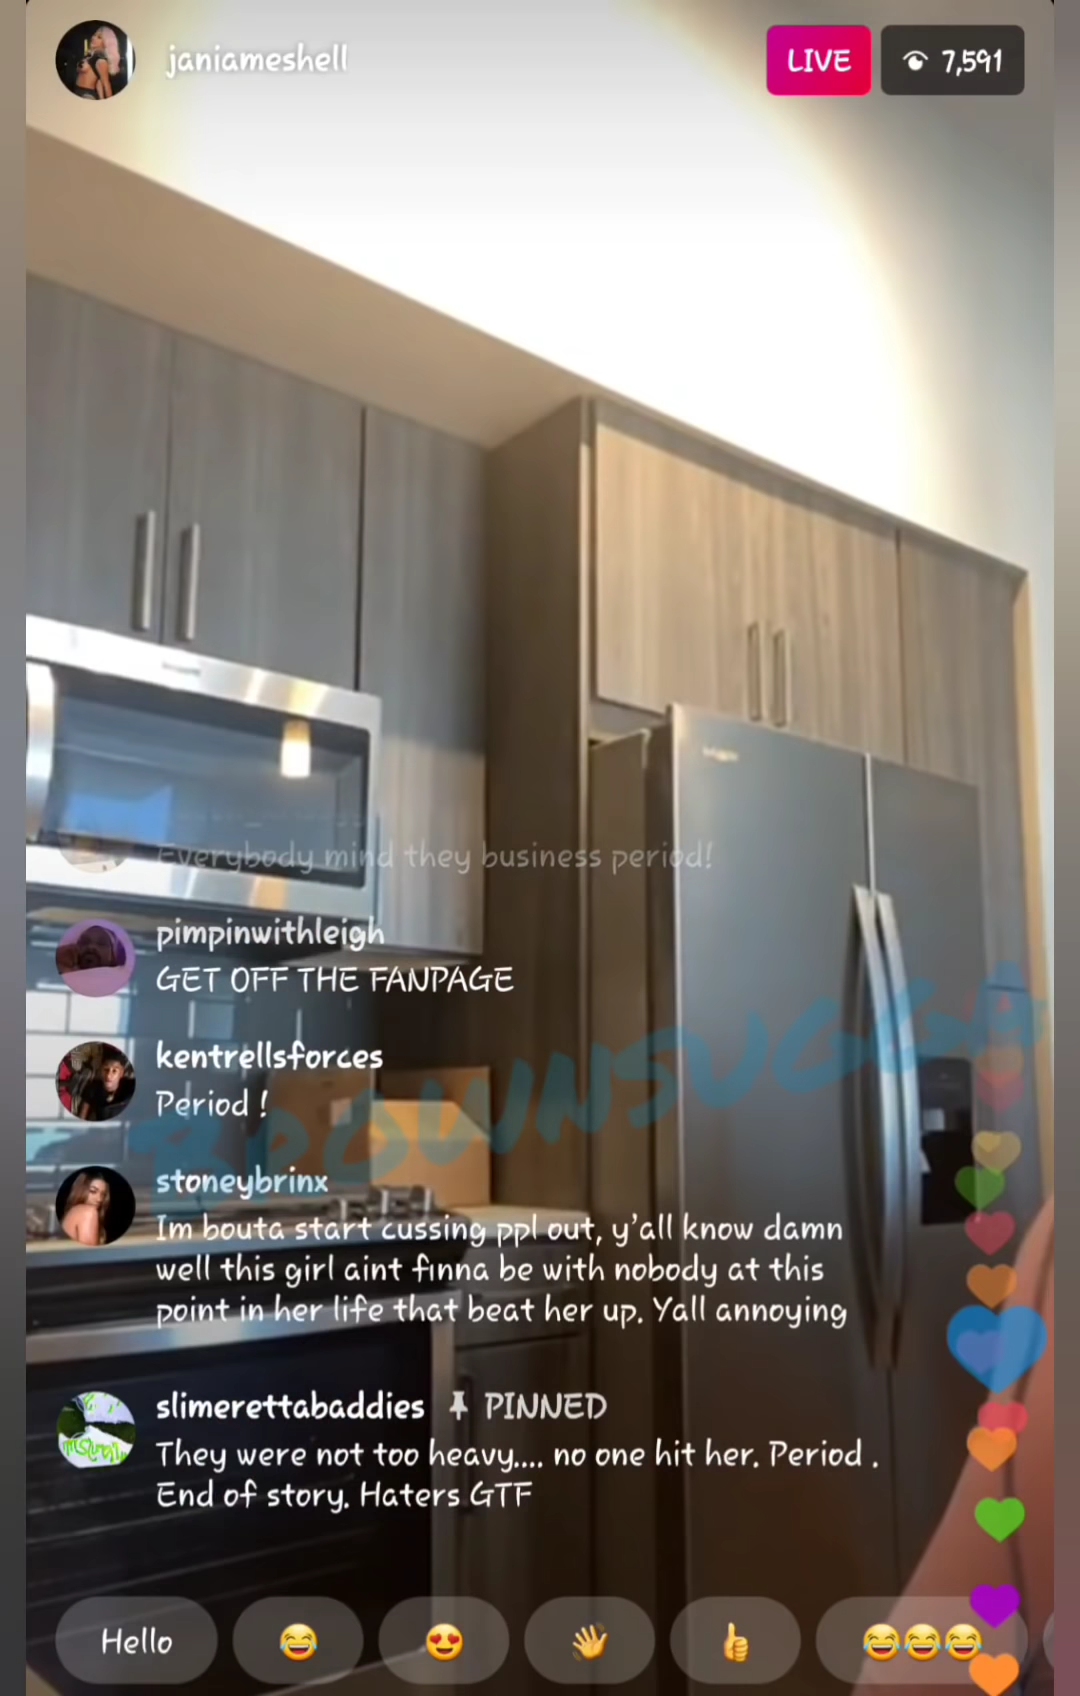 janiameshell
LIVE
7,591
Everybody mind they business period!
pimpinwithleigh
GET OFF THE FANPAGE
kentrellsforces
Period !
BROWNSUGGA
stoneybrinx
Im bouta start cussing ppl out, y'all know damn
well this girl aint finna be with nobody at this
point in her life that beat her up. Yall annoying
slimerettabaddies PINNED
They were not too heavy.... no one hit her. Period .
End of story. Haters GTF
Hello